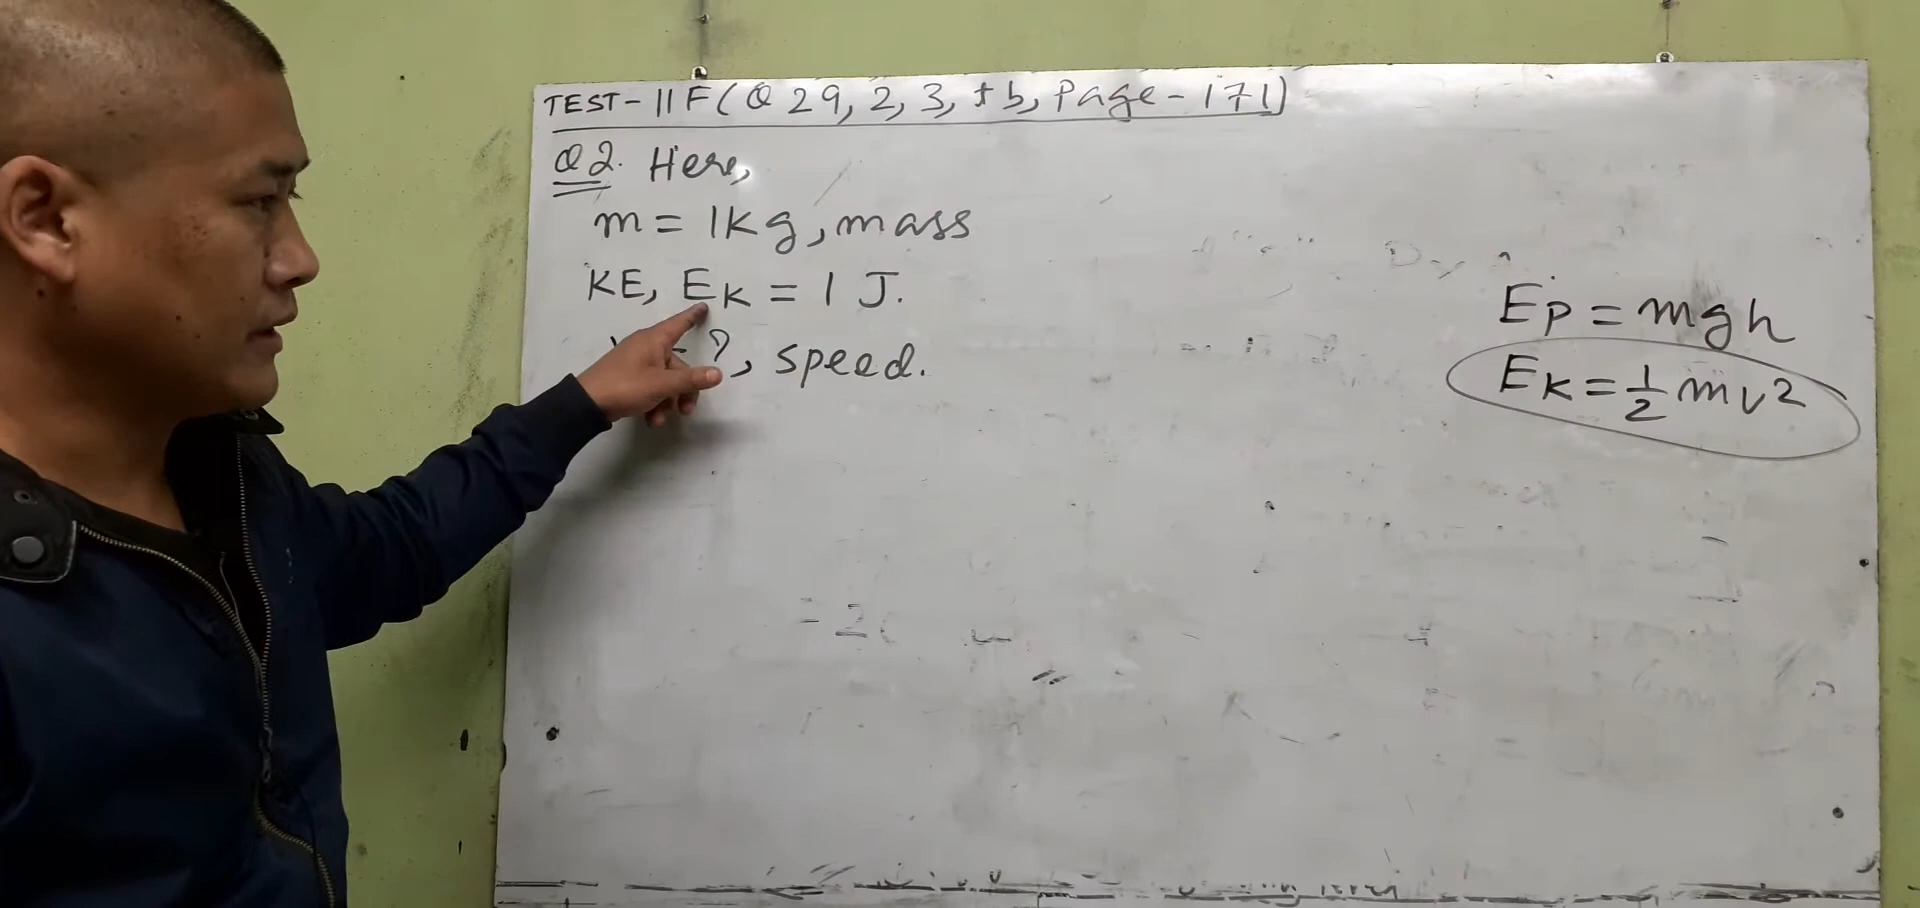 TEST-11F(Q 29, 2, 3, + b, Page-171)
Q2. Here,
m = 1kg, mass
KE, EK = 1 J.
?, speed.
Ep = mgh
EK = 1/2 mv²